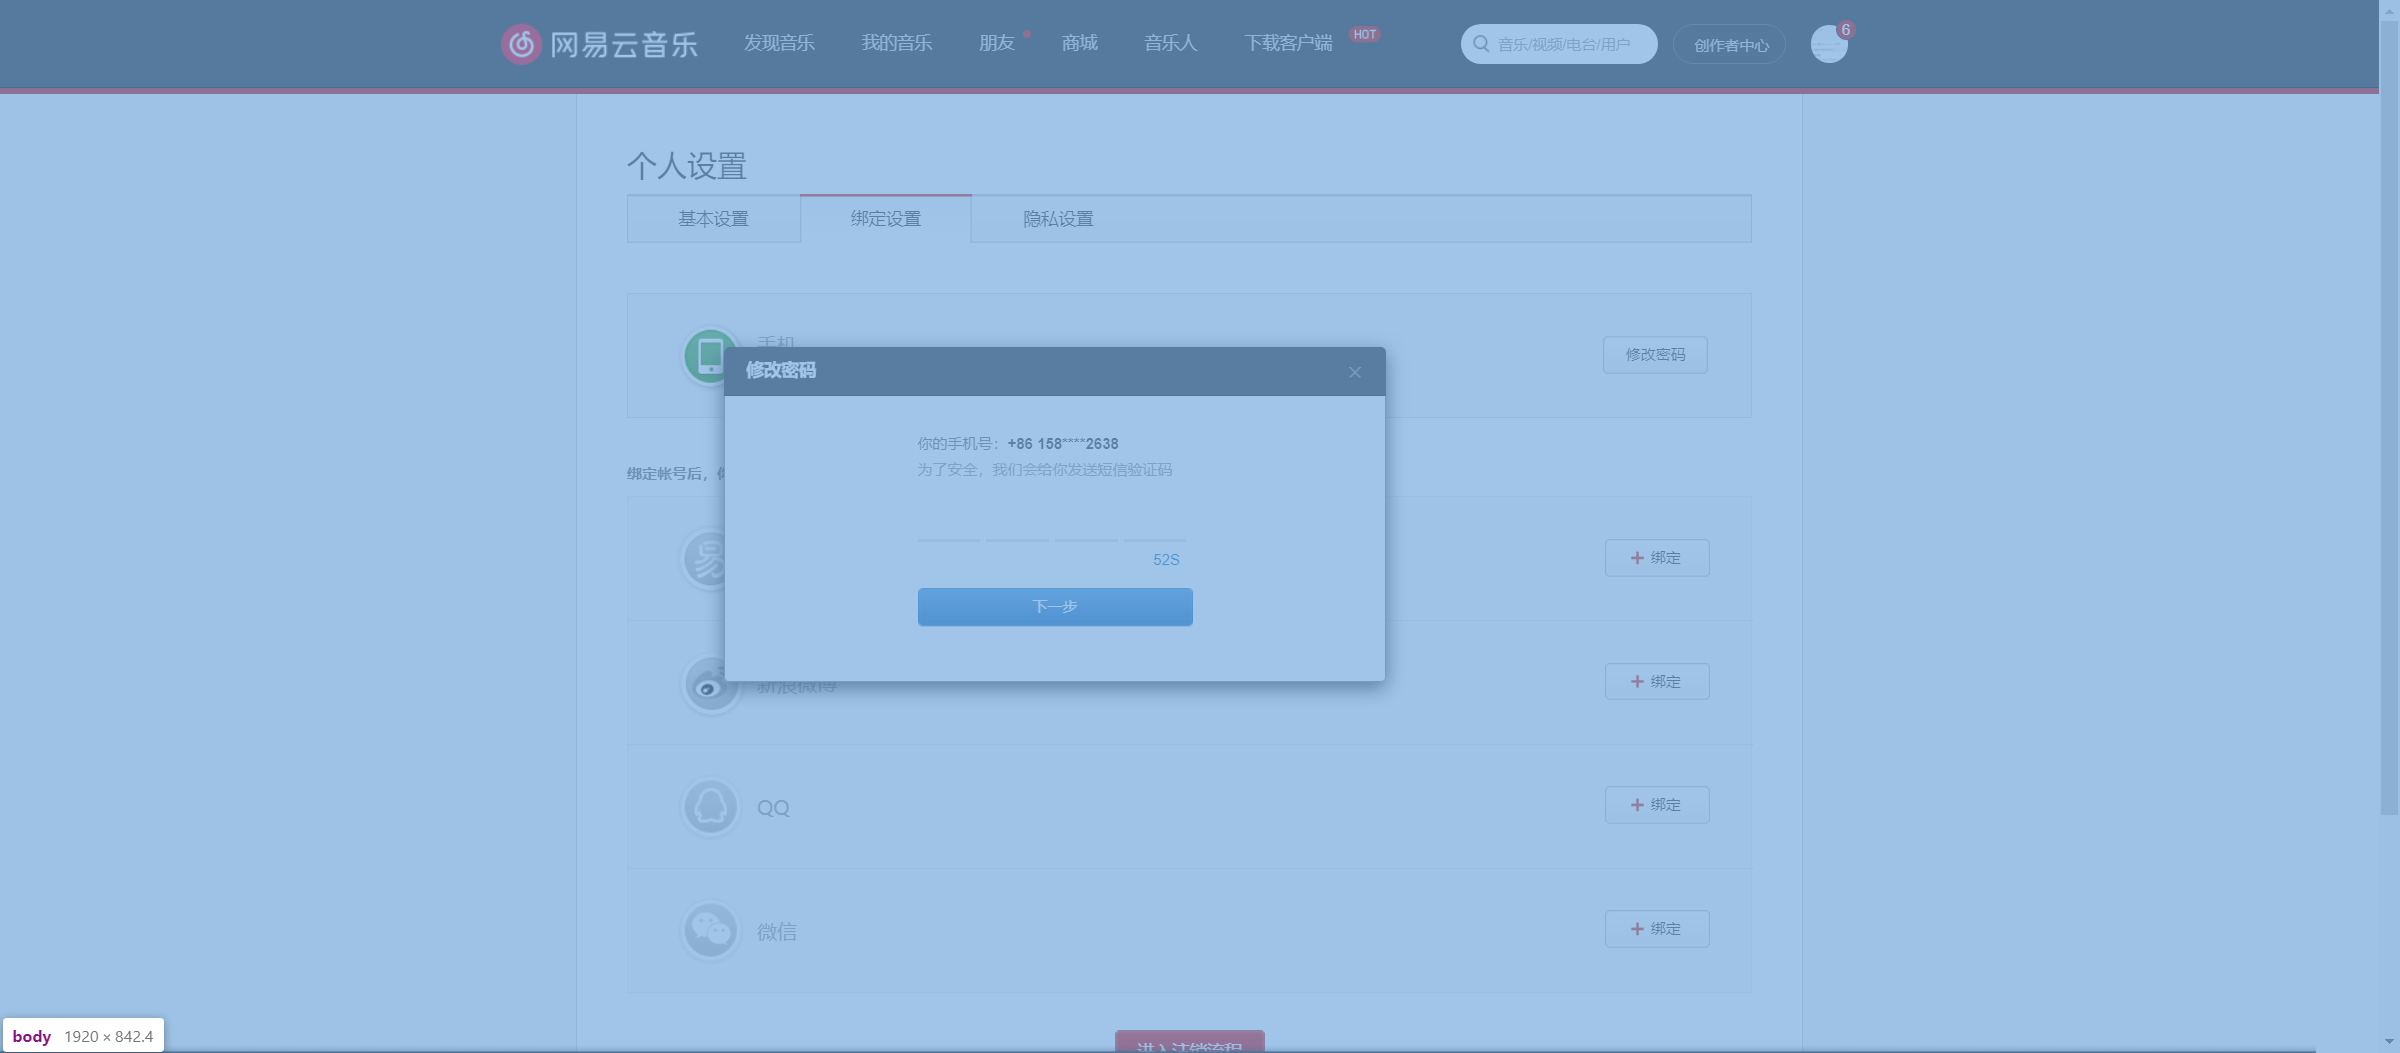 网易云音乐 发现音乐 我的音乐 朋友 商城 音乐人 下载客户端 HOT 音乐/视频/电台/用户 创作者中心 6
个人设置
基本设置 绑定设置 隐私设置
手机
修改密码
修改密码
你的手机号：+86 158****2638
为了安全，我们会给你发送短信验证码
52S
下一步
绑定帐号后，
易
绑定
新浪微博
绑定
QQ
绑定
微信
绑定
进入注销流程
body 1920 × 842.4